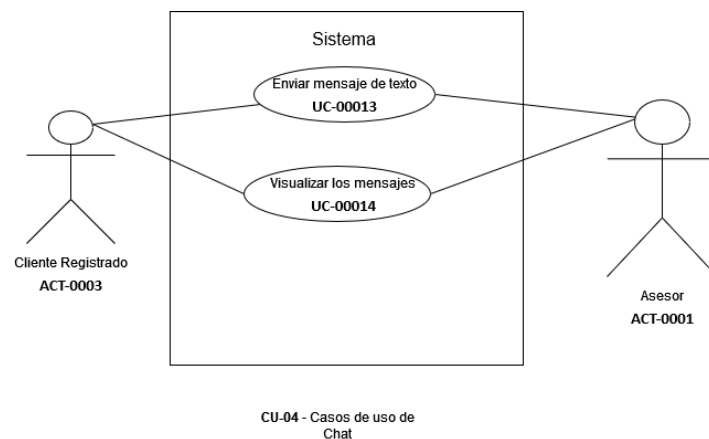 Sistema
Enviar mensaje de texto
UC-00013
Visualizar los mensajes
UC-00014
Cliente Registrado
ACT-0003
Asesor
ACT-0001
CU-04 - Casos de uso de
Chat